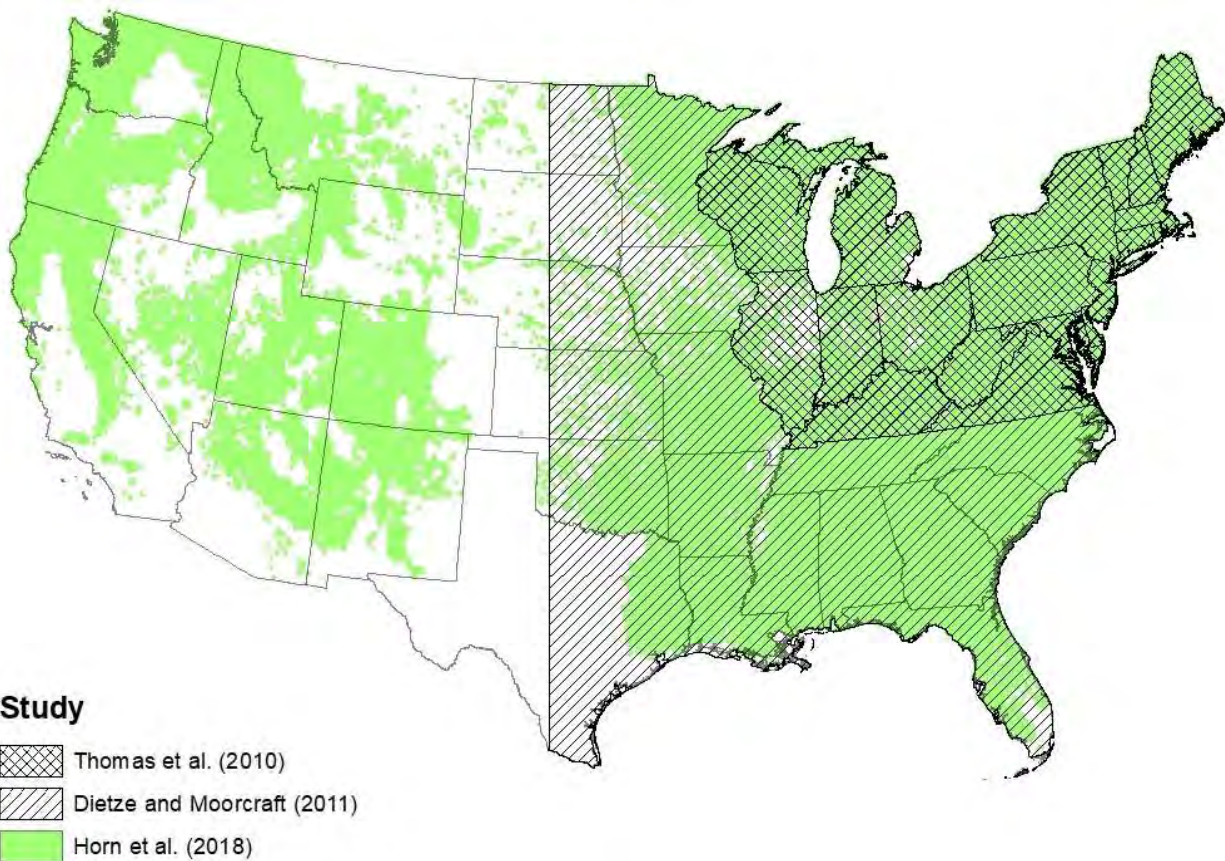 Study
Thomas et al. (2010)
Dietze and Moorcraft (2011)
Horn et al. (2018)